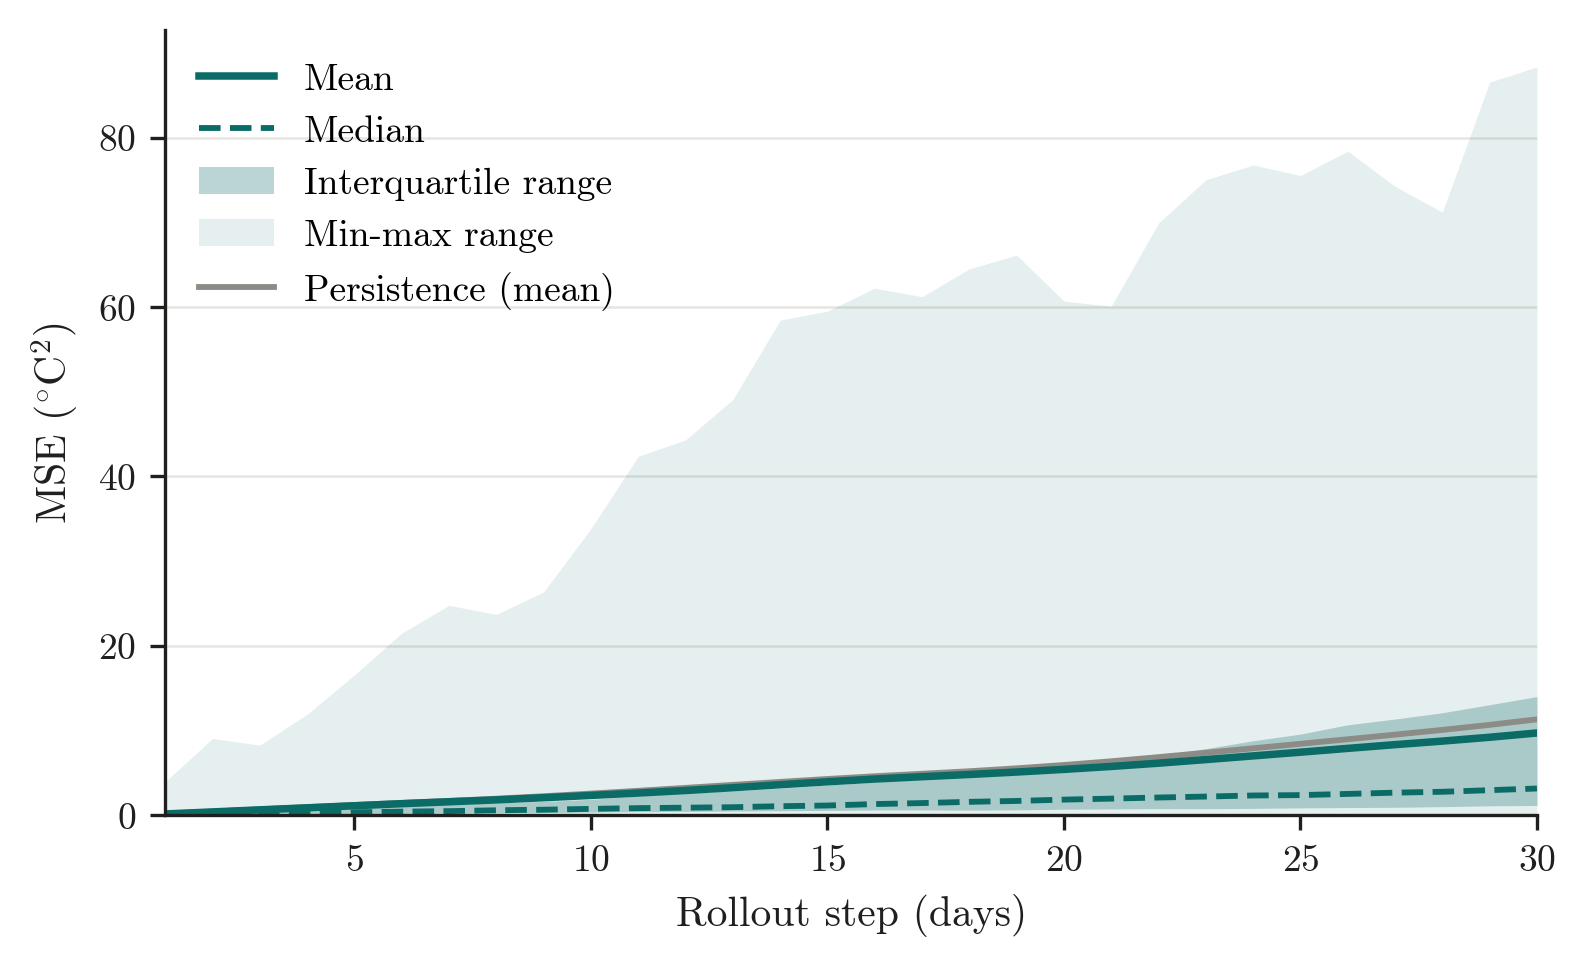 Mean
Median
Interquartile range
Min-max range
Persistence (mean)
80
60
40
20
0
MSE (°C²)
5 10 15 20 25 30
Rollout step (days)